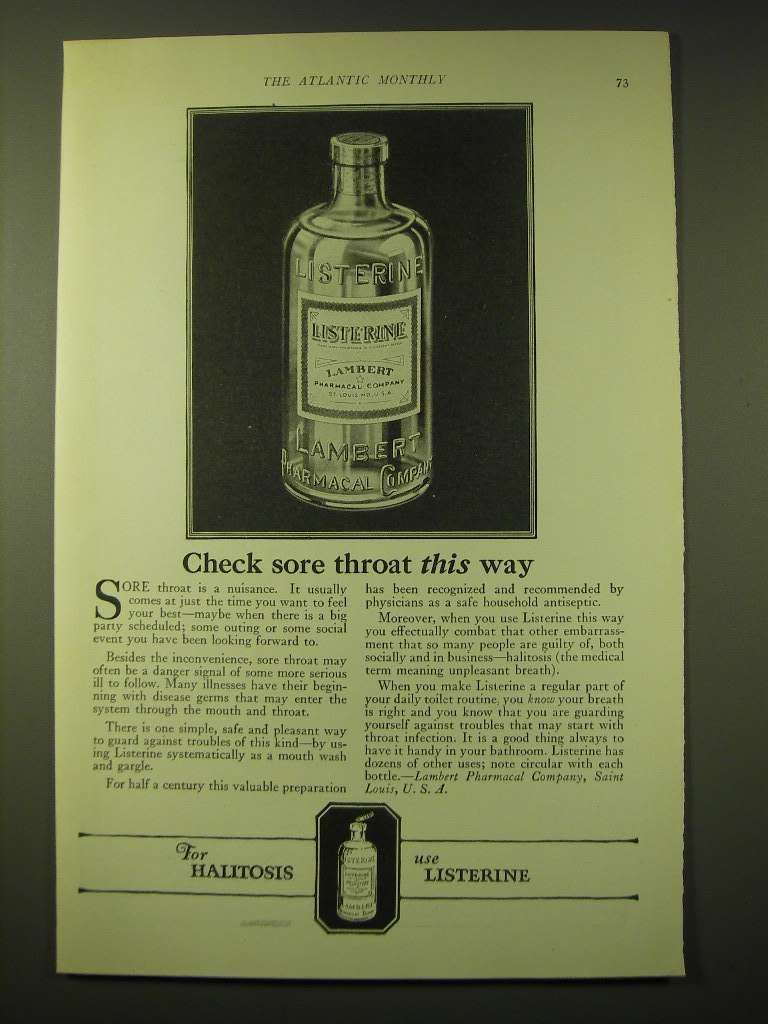 THE ATLANTIC MONTHLY
73
LISTERINE
LISTERINE
LAMBERT
PHARMACAL COMPANY
ST. LOUIS, MO., U.S.A.
LAMBERT
PHARMACAL COMPANY
Check sore throat this way
SORE throat is a nuisance. It usually
comes at just the time you want to feel
your best—maybe when there is a big
party scheduled; some outing or some social
event you have been looking forward to.
Besides the inconvenience, sore throat may
often be a danger signal of some more serious
ill to follow. Many illnesses have their begin-
ning with disease germs that may enter the
system through the mouth and throat.
There is one simple, safe and pleasant way
to guard against troubles of this kind—by us-
ing Listerine systematically as a mouth wash
and gargle.
For half a century this valuable preparation
has been recognized and recommended by
physicians as a safe household antiseptic.
Moreover, when you use Listerine this way
you effectually combat that other embarrass-
ment that so many people are guilty of, both
socially and in business—halitosis (the medical
term meaning unpleasant breath).
When you make Listerine a regular part of
your daily toilet routine, you know your breath
is right and you know that you are guarding
yourself against troubles that may start with
throat infection. It is a good thing always to
have it handy in your bathroom. Listerine has
dozens of other uses; note circular with each
bottle.—Lambert Pharmacal Company, Saint
Louis, U. S. A.
For
HALITOSIS
LISTERINE
LISTERINE
LAMBERT
use
LISTERINE